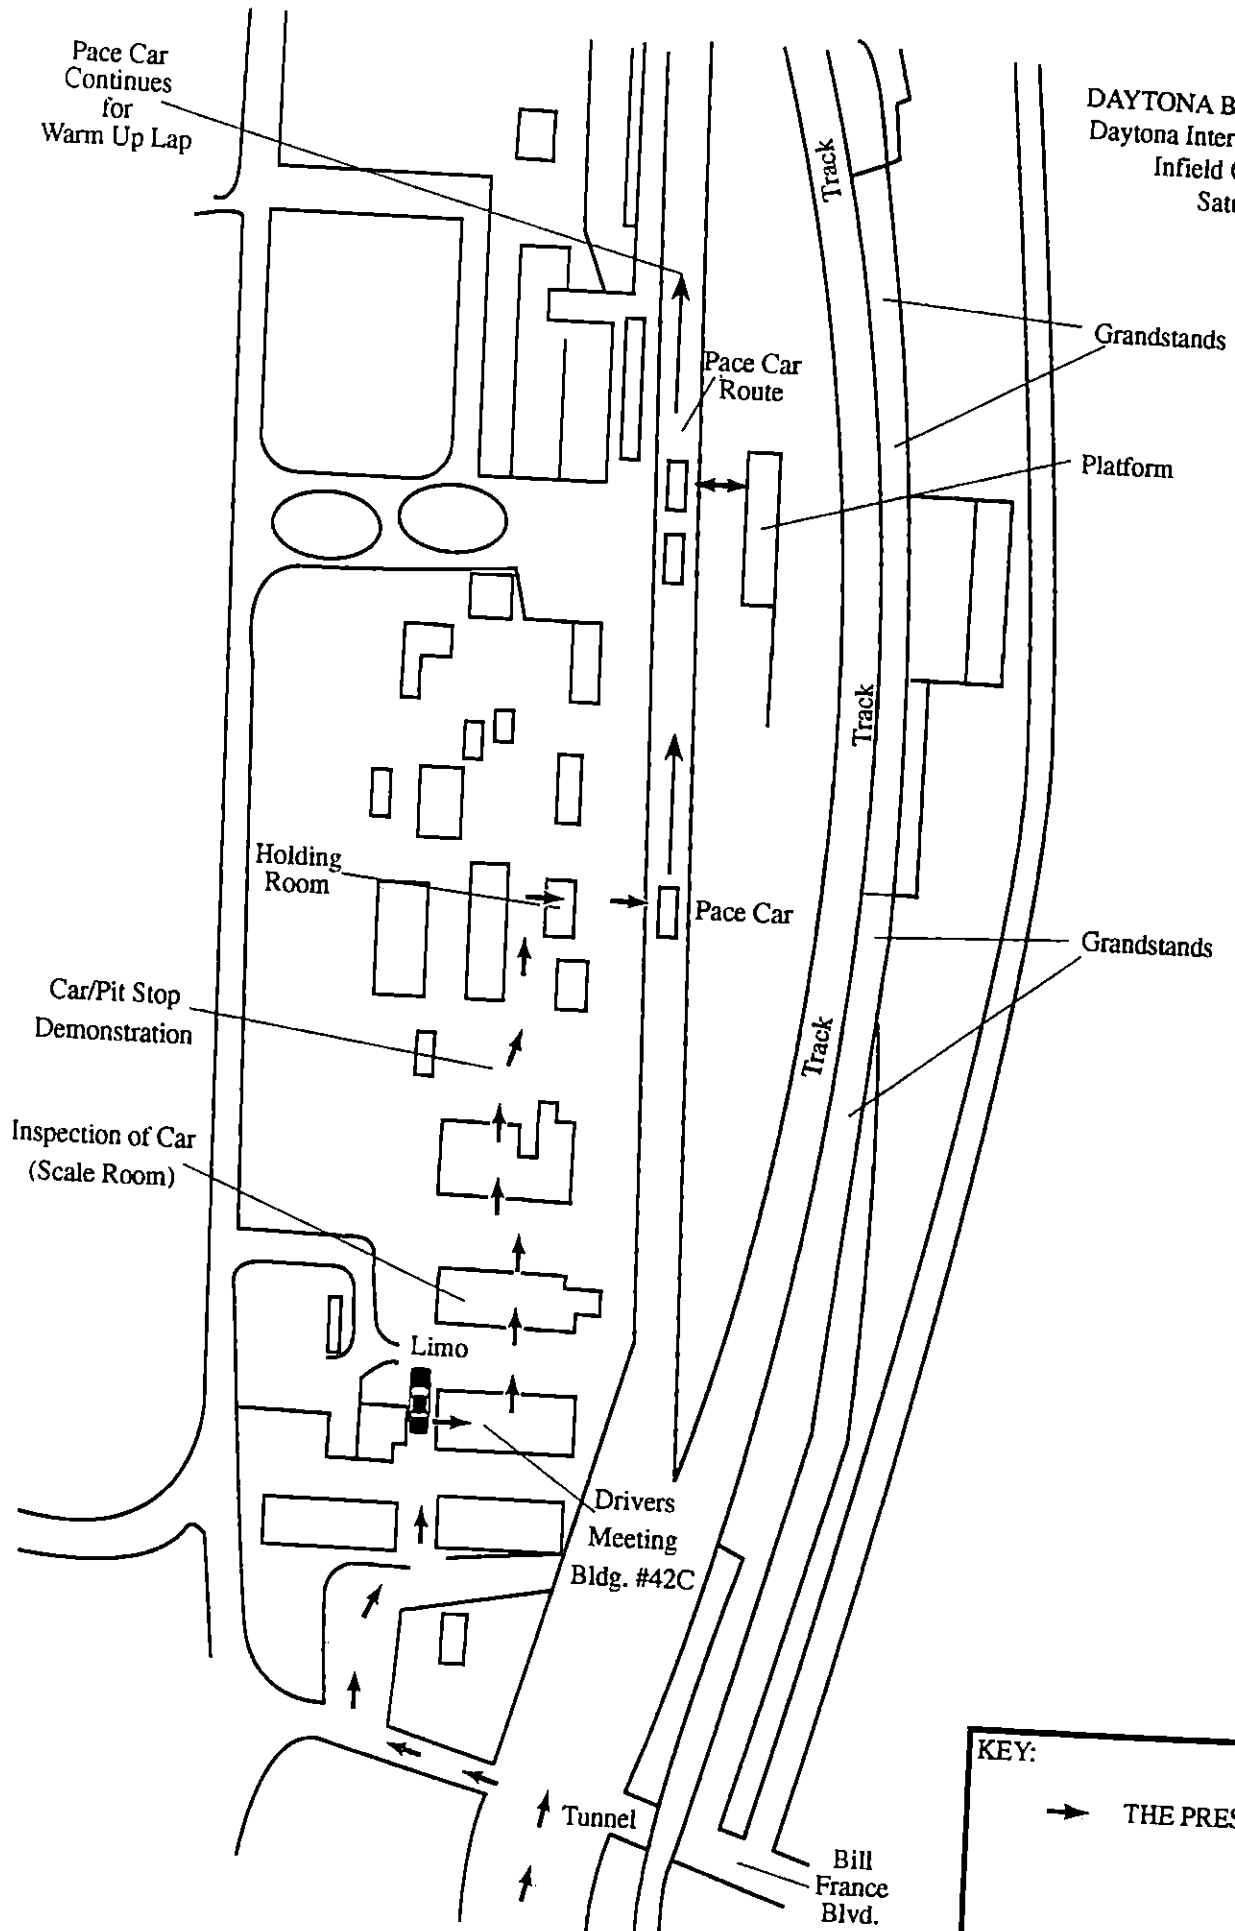 Pace Car
Continues
for
Warm Up Lap
DAYTONA B
Daytona Inter
Infield
Satu
Track
Grandstands
Pace Car
Route
Platform
Track
Holding
Room
Pace Car
Grandstands
Car/Pit Stop
Demonstration
Track
Inspection of Car
(Scale Room)
Limo
Drivers
Meeting
Bldg. #42C
KEY:
THE PRES
Tunnel
Bill
France
Blvd.